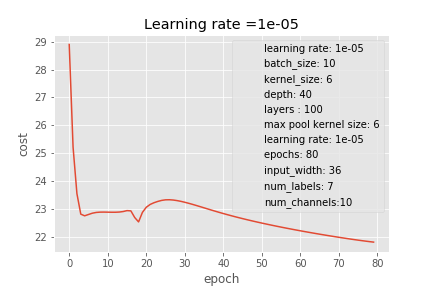 Learning rate =1e-05
learning rate: 1e-05
batch_size: 10
kernel_size: 6
depth: 40
layers : 100
max pool kernel size: 6
learning rate: 1e-05
epochs: 80
input_width: 36
num_labels: 7
num_channels:10
cost
29
28
27
26
25
24
23
22
0 10 20 30 40 50 60 70 80
epoch